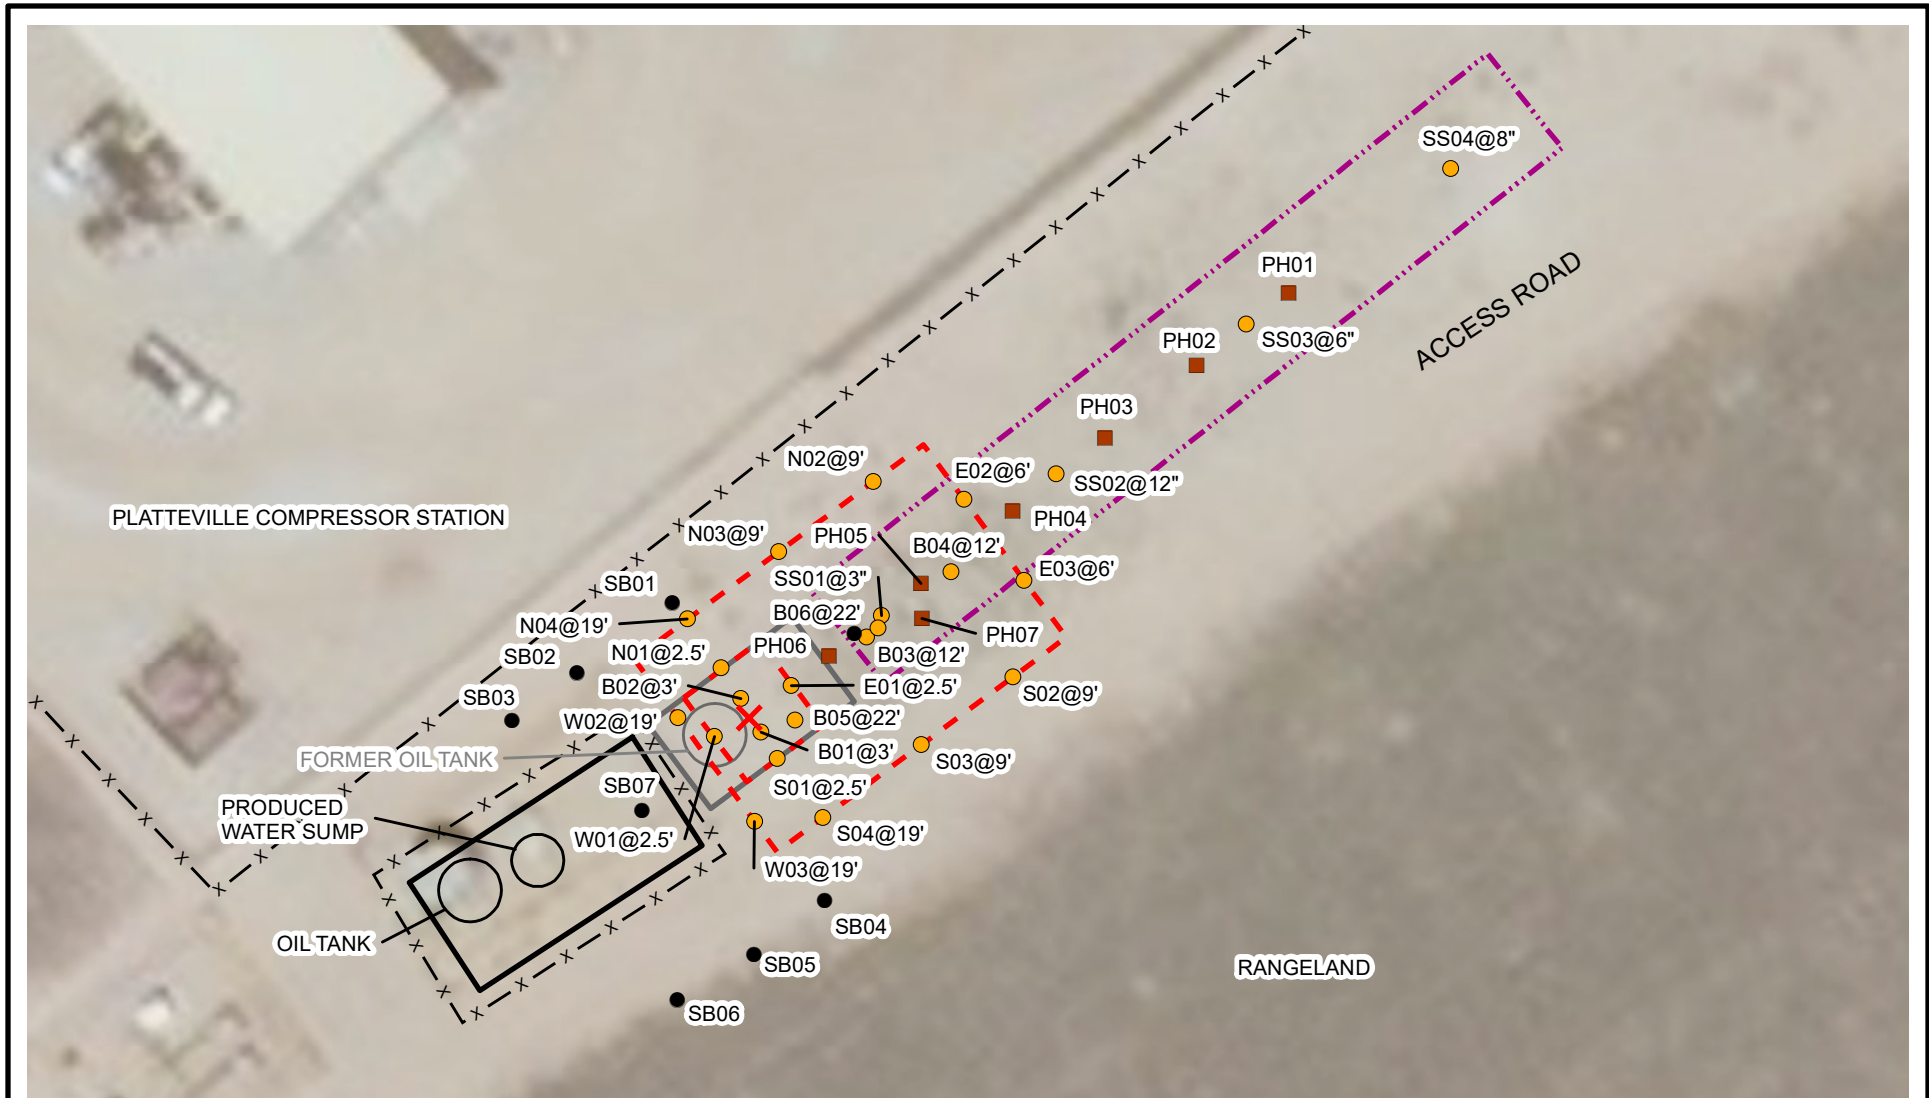 SS04@8"
PH01
ACCESS ROAD
SS03@6"
PH02
PH03
N02@9'
E02@6'
SS02@12"
PLATTEVILLE COMPRESSOR STATION
PH04
N03@9'
PH05
B04@12'
E03@6'
SS01@3"
SB01
B06@22'
N04@19'
PH07
PH06
N01@2.5'
B03@12'
SB02
B02@3'
E01@2.5'
S02@9'
SB03
W02@19'
B05@22'
B01@3'
FORMER OIL TANK
S03@9'
SB07
S01@2.5'
PRODUCED
WATER SUMP
W01@2.5'
S04@19'
W03@19'
SB04
OIL TANK
SB05
RANGELAND
SB06